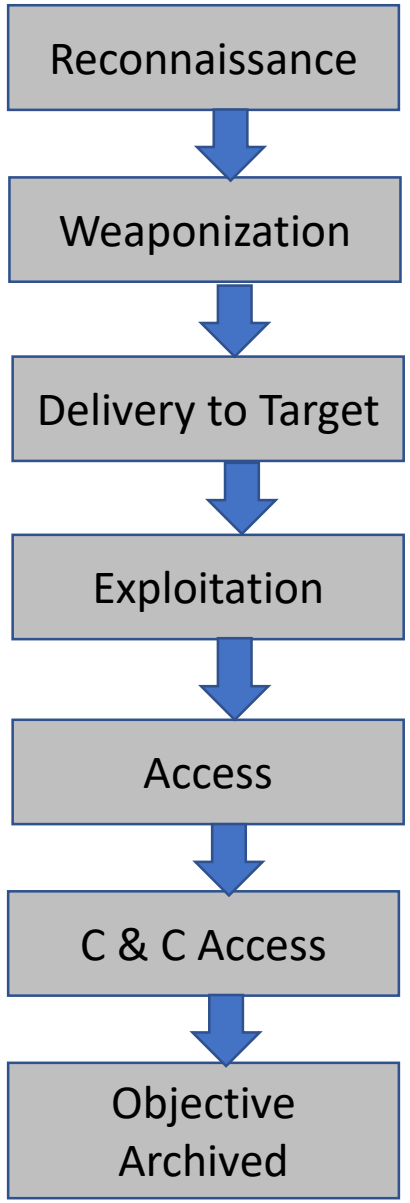 Reconnaissance
Weaponization
Delivery to Target
Exploitation
Access
C & C Access
Objective
Archived